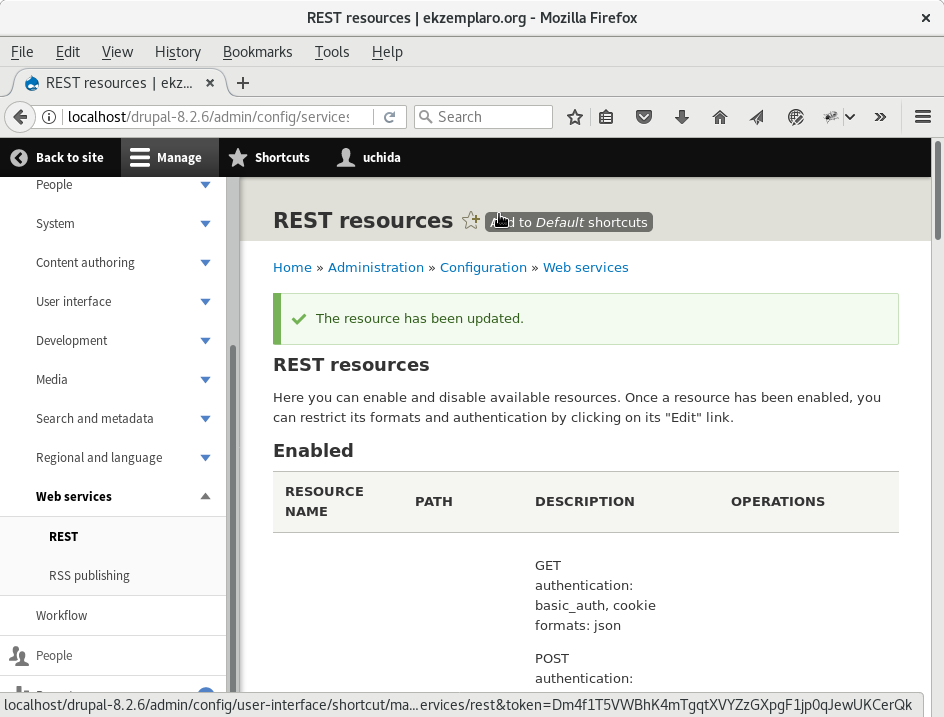 REST resources | ekzemplaro.org - Mozilla Firefox
File Edit View History Bookmarks Tools Help
REST resources | ekz...
localhost/drupal-8.2.6/admin/config/services
Search
Back to site Manage Shortcuts uchida
People
System
Content authoring
User interface
Development
Media
Search and metadata
Regional and language
Web services
REST
RSS publishing
Workflow
People
REST resources
to Default shortcuts
Home » Administration » Configuration » Web services
The resource has been updated.
REST resources
Here you can enable and disable available resources. Once a resource has been enabled, you
can restrict its formats and authentication by clicking on its "Edit" link.
Enabled
RESOURCE
NAME
PATH
DESCRIPTION
OPERATIONS
GET
authentication:
basic_auth, cookie
formats: json
POST
authentication:
localhost/drupal-8.2.6/admin/config/user-interface/shortcut/ma...ervices/rest&token=Dm4f1T5VWBhK4mTgqtXVYZzGXpgF1jp0qJewUKCerQk